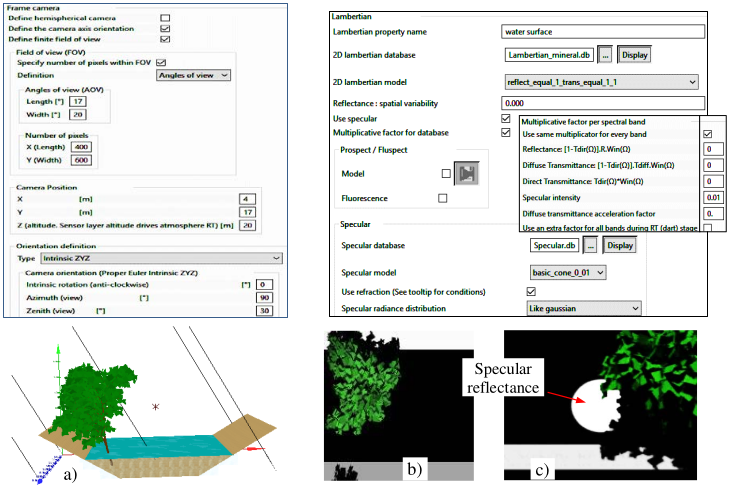 Frame camera
Define hemispherical camera
Define the camera axis orientation
Define finite field of view
Field of view (FOV)
Specify number of pixels within FOV
Definition Angles of view
Angles of view (AOV)
Length [°] 17
Width [°] 20
Number of pixels
X (Length) 400
Y (Width) 600
Camera Position
X [m] 4
Y [m] 17
Z (altitude. Sensor layer altitude drives atmosphere RT) [m] 20
Orientation definition
Type Intrinsic ZYZ
Camera orientation (Proper Euler Intrinsic ZYZ)
Intrinsic rotation (anti-clockwise) [°] 0
Azimuth (view) [°] 90
Zenith (view) [°] 30
Lambertian
Lambertian property name water surface
2D lambertian database Lambertian_mineral.db ... Display
2D lambertian model reflect_equal_1_trans_equal_1_1
Reflectance : spatial variability 0.000
Use specular
Multiplicative factor for database
Prospect / Fluspect
Model
Fluorescence
Multiplicative factor per spectral band
Use same multiplicator for every band
Reflectance: [1-Tdir(Ω)].R.Win(Ω) 0
Diffuse Transmittance: [1-Tdir(Ω)].Tdiff.Win(Ω) 0
Direct Transmittance: Tdir(Ω)*Win(Ω) 0
Specular intensity 0.01
Diffuse transmittance acceleration factor 0.
Use an extra factor for all bands during RT (dart) stage
Specular
Specular database Specular.db ... Display
Specular model basic_cone_0_01
Use refraction (See tooltip for conditions)
Specular radiance distribution Like gaussian
Specular
reflectance
a)
b)
c)